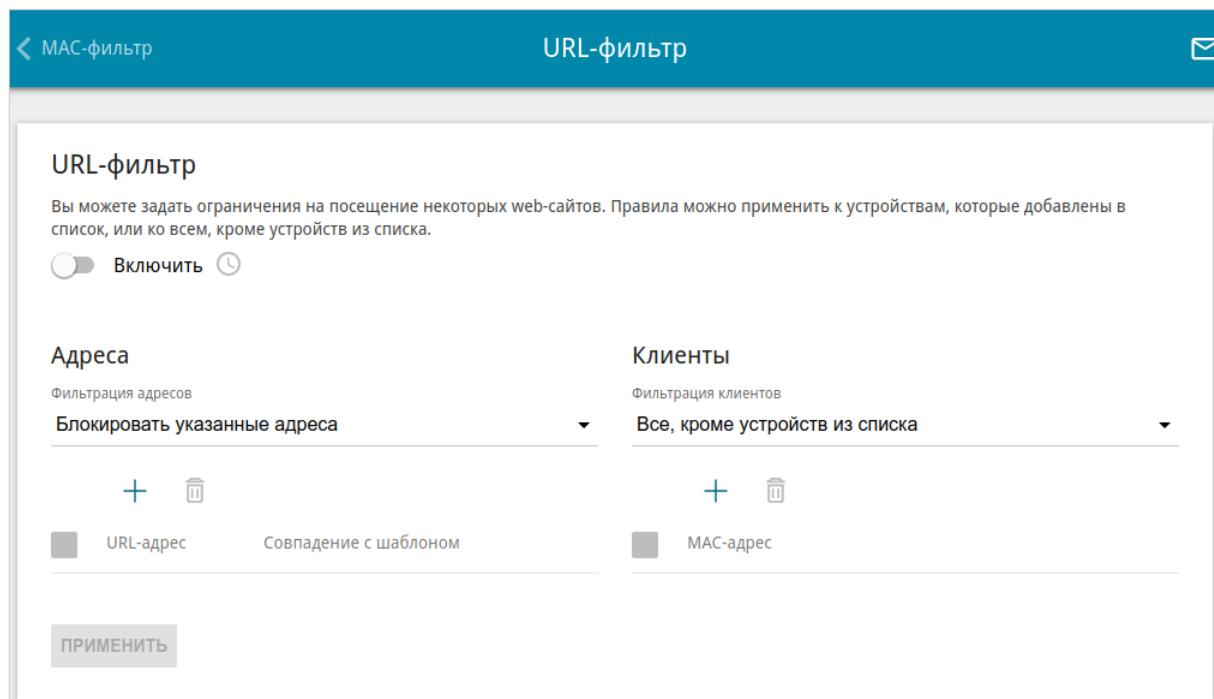 МАС-фильтр
URL-фильтр
URL-фильтр
Вы можете задать ограничения на посещение некоторых web-сайтов. Правила можно применить к устройствам, которые добавлены в
список, или ко всем, кроме устройств из списка.
Включить
Адреса
Фильтрация адресов
Блокировать указанные адреса
URL-адрес Совпадение с шаблоном
Клиенты
Фильтрация клиентов
Все, кроме устройств из списка
МАС-адрес
ПРИМЕНИТЬ